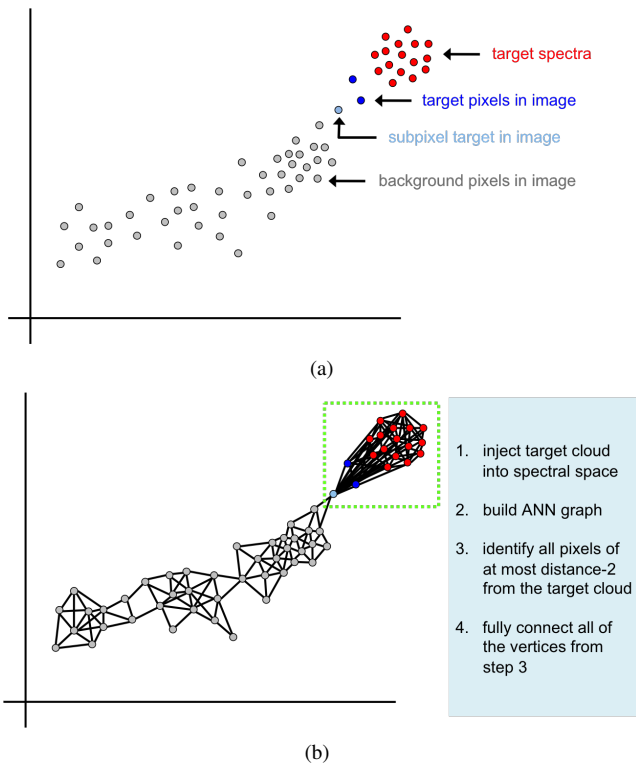 target spectra
target pixels in image
subpixel target in image
background pixels in image
(a)
1. inject target cloud
into spectral space
2. build ANN graph
3. identify all pixels of
at most distance-2
from the target cloud
4. fully connect all of
the vertices from
step 3
(b)